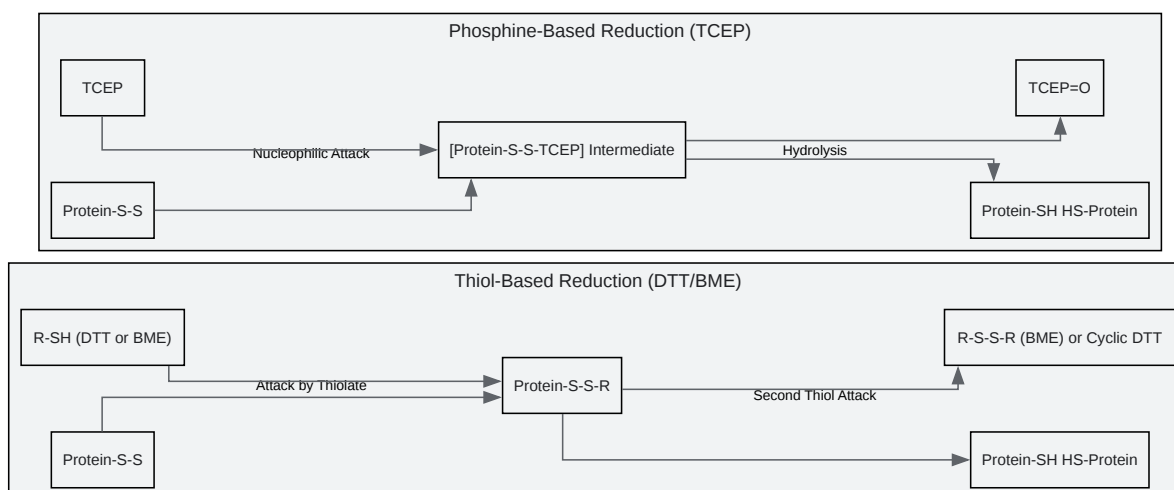 Phosphine-Based Reduction (TCEP)
TCEP
TCEP=O
Nucleophilic Attack
[Protein-S-S-TCEP] Intermediate
Hydrolysis
Protein-S-S
Protein-SH HS-Protein
Thiol-Based Reduction (DTT/BME)
R-SH (DTT or BME)
R-S-S-R (BME) or Cyclic DTT
Attack by Thiolate
Protein-S-S-R
Second Thiol Attack
Protein-S-S
Protein-SH HS-Protein